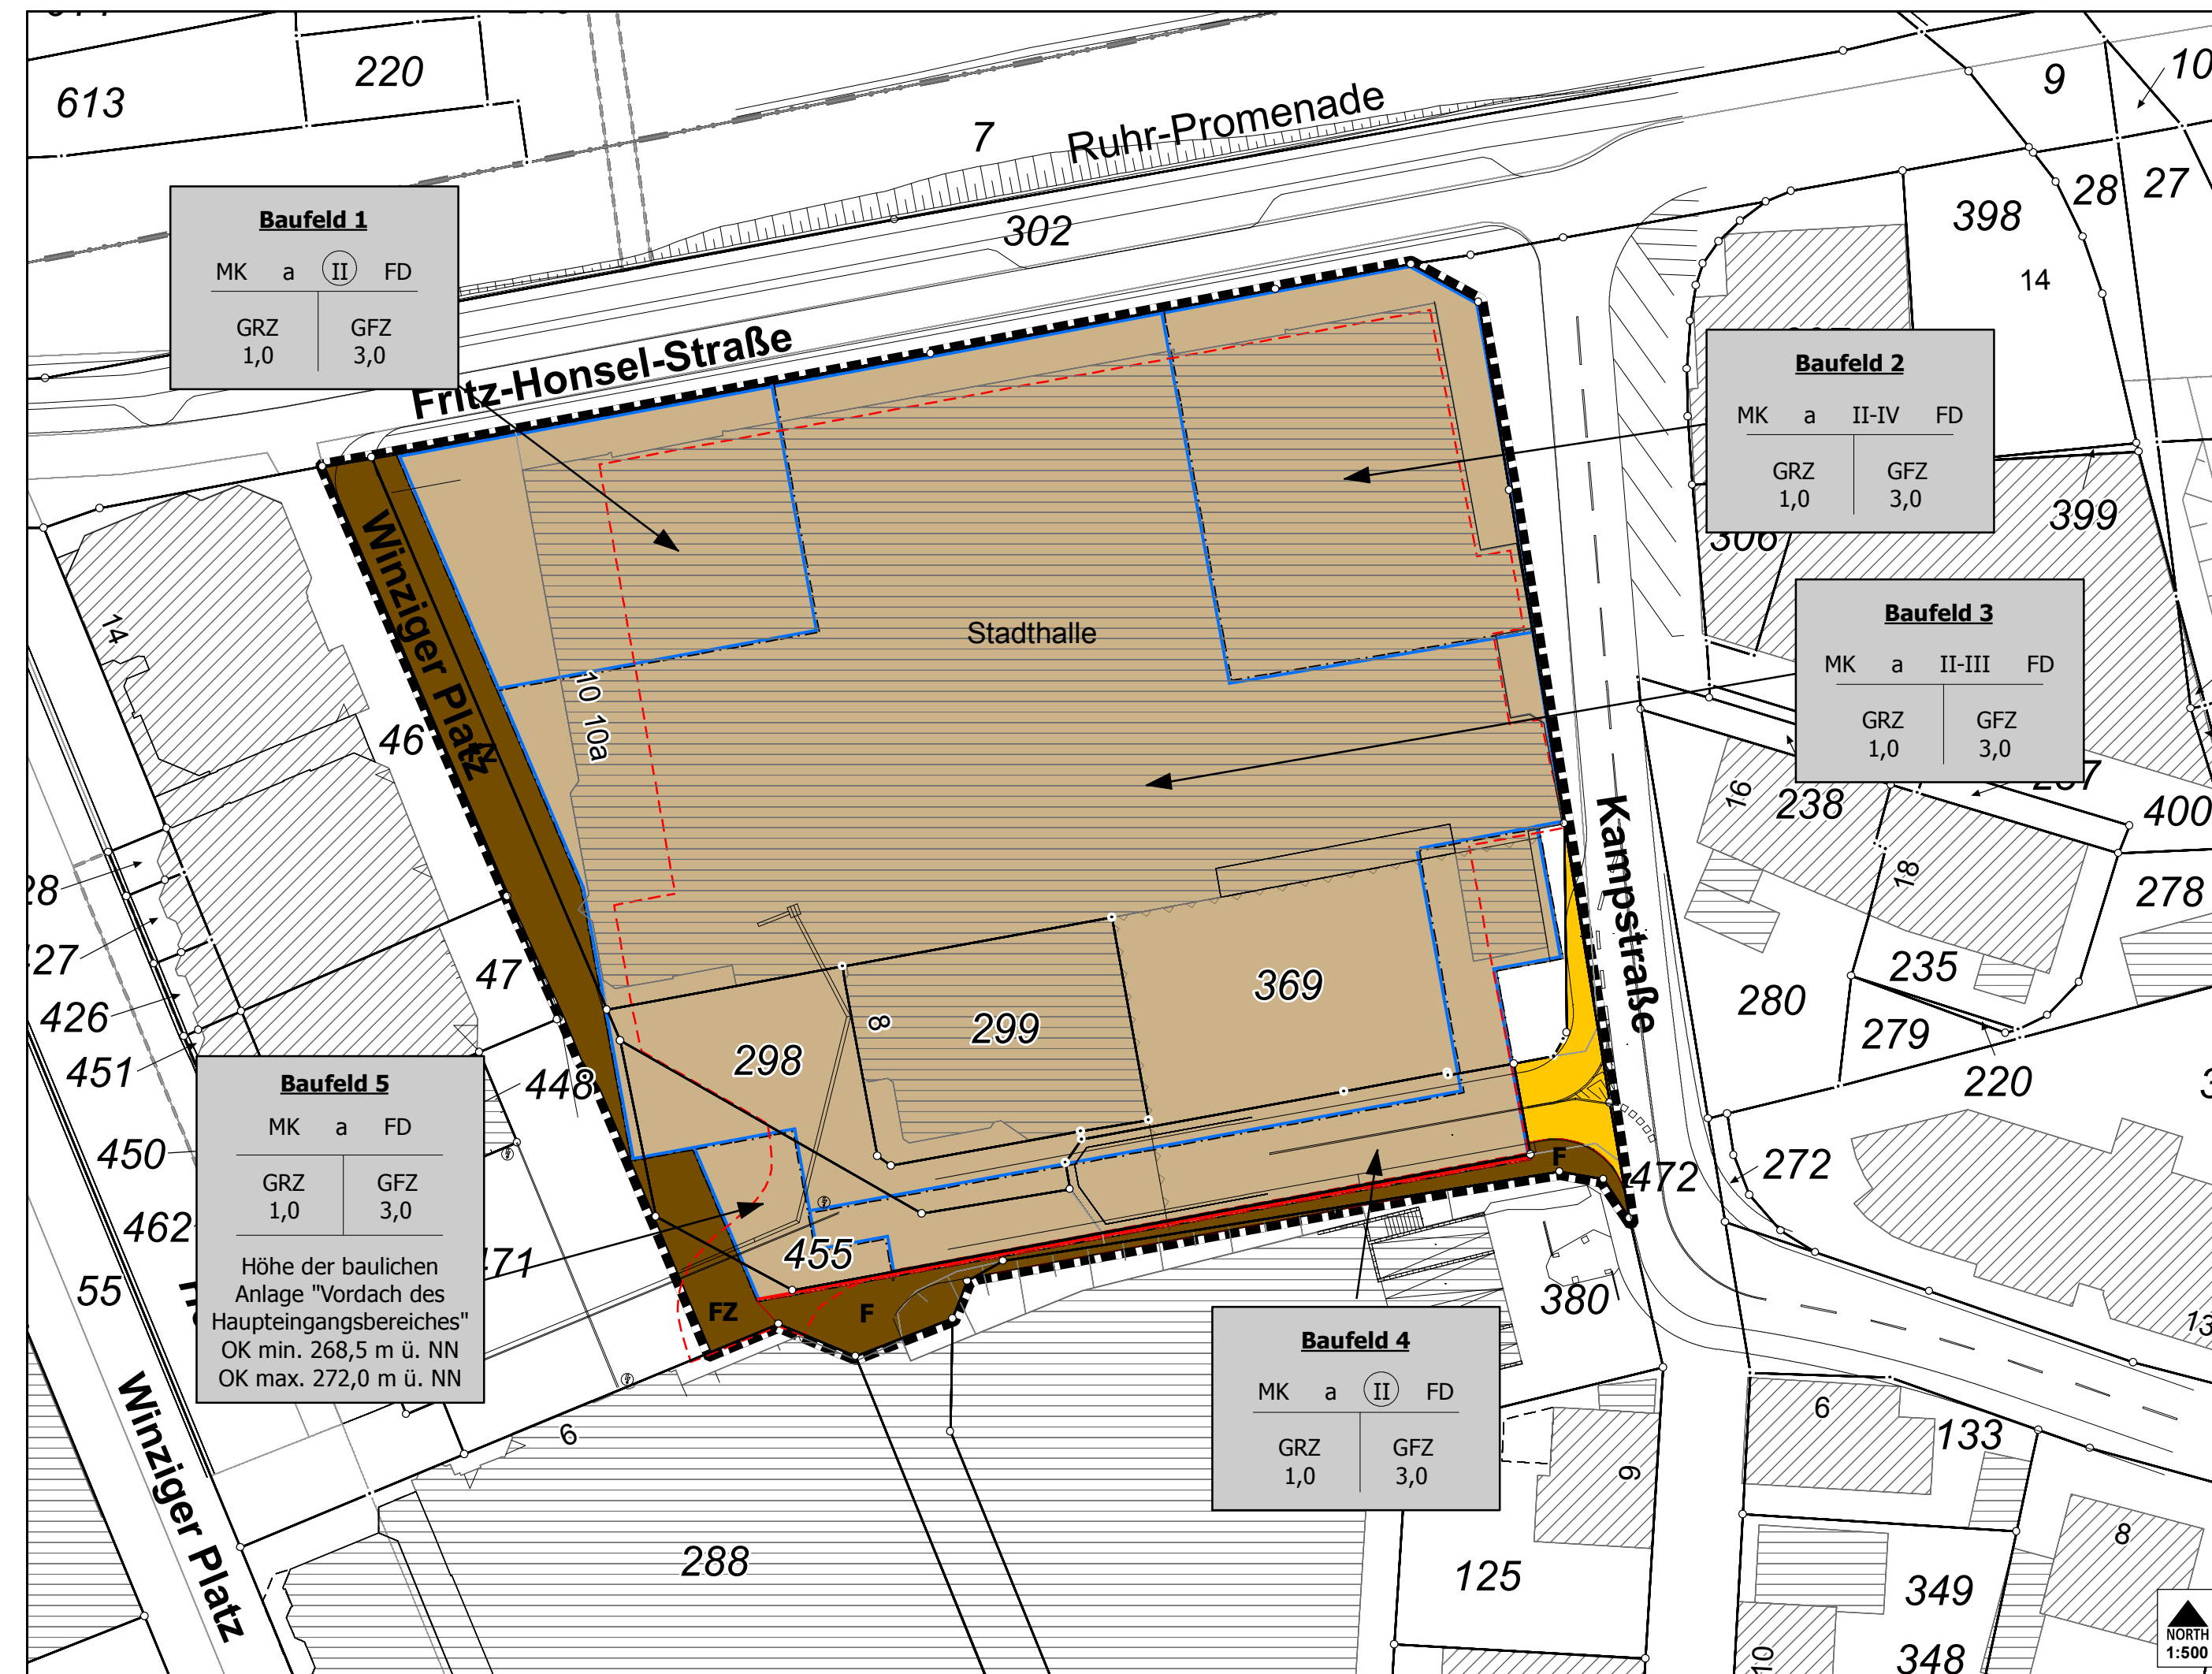 613
220
7
Ruhr-Promenade
9
10
302
398
28
27
14
Baufeld 1
MK a II FD
GRZ GFZ
1,0 3,0
Fritz-Honsel-Straße
Baufeld 2
MK a II-IV FD
GRZ GFZ
1,0 3,0
399
306
Winziger Platz
14
46
10 10a
Stadthalle
Baufeld 3
MK a II-III FD
GRZ GFZ
1,0 3,0
Kampstraße
16
238
400
18
278
235
280
279
220
47
426
451
448
450
462
55
471
8
298
299
369
455
FZ
F
F
472
272
380
Baufeld 5
MK a FD
GRZ GFZ
1,0 3,0
Höhe der baulichen
Anlage "Vordach des
Haupteingangsbereiches"
OK min. 268,5 m ü. NN
OK max. 272,0 m ü. NN
Winziger Platz
6
288
Baufeld 4
MK a II FD
GRZ GFZ
1,0 3,0
9
6
133
8
125
349
348
10
NORTH
1:500